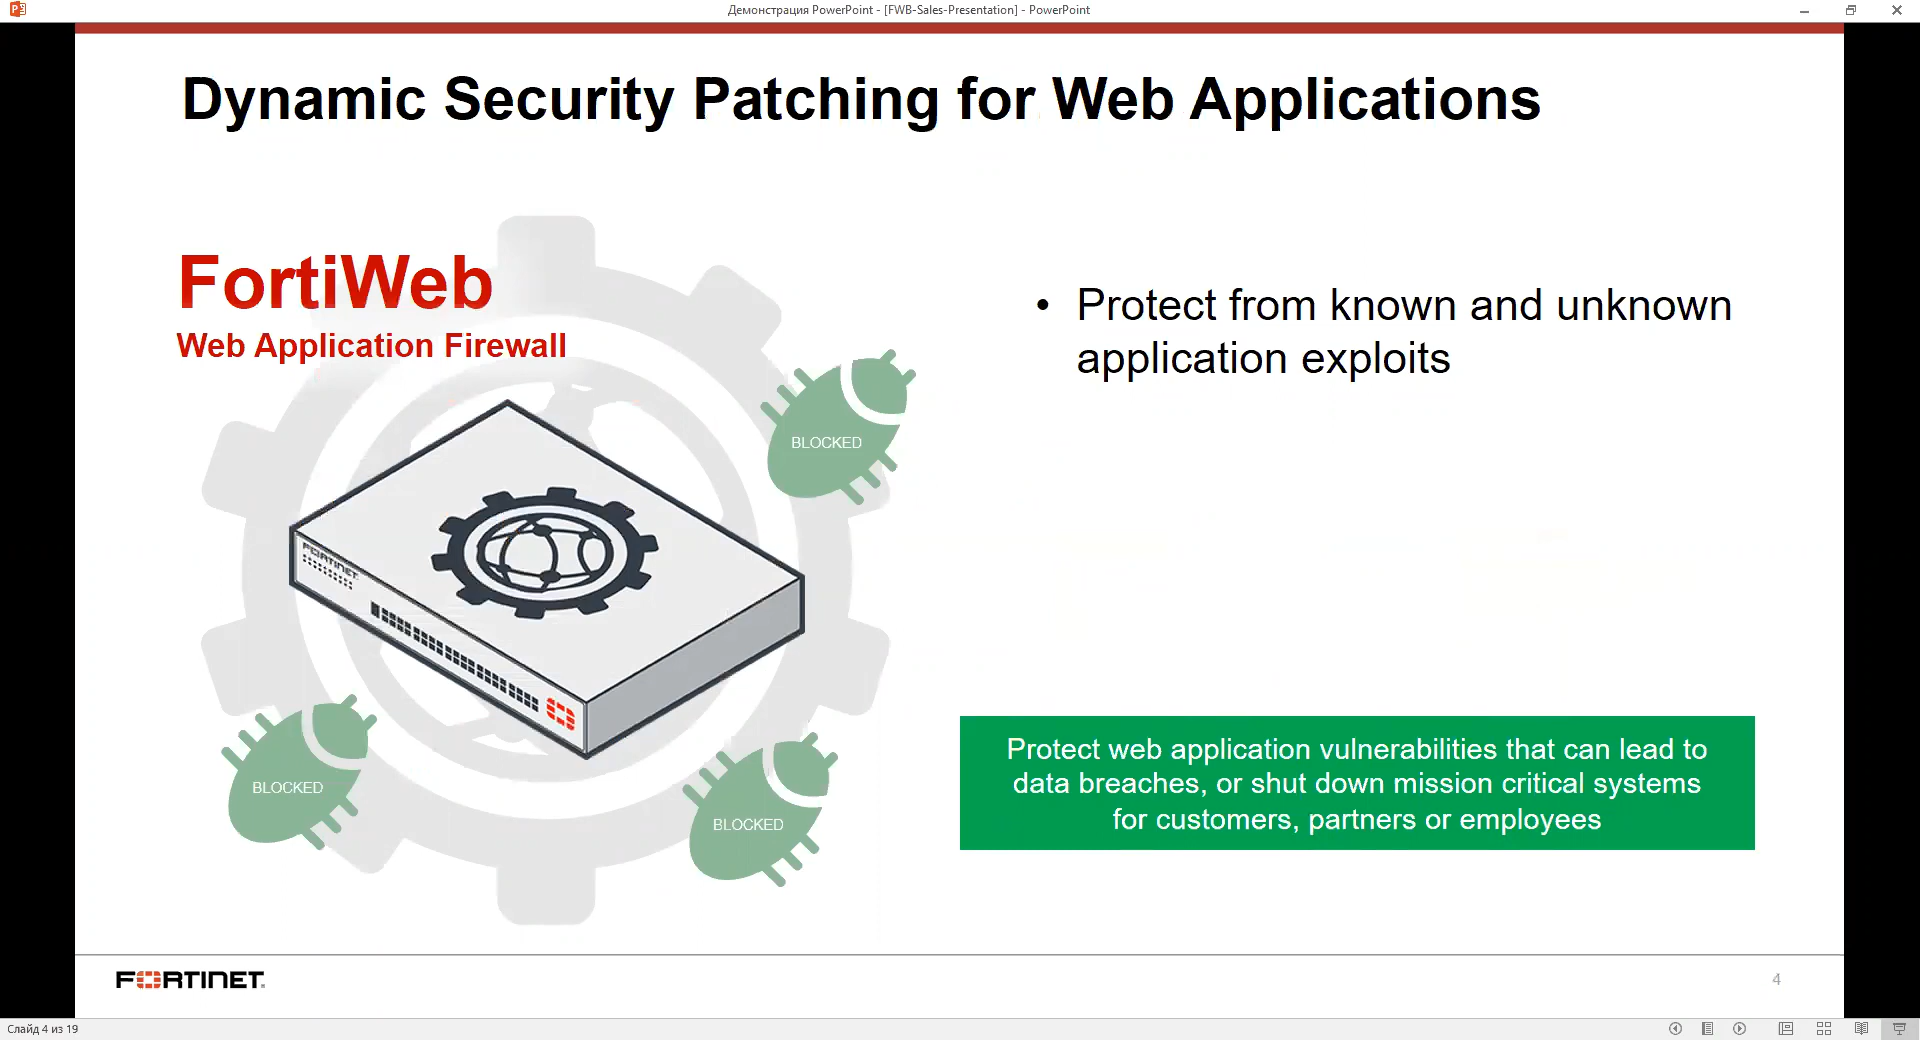 Демонстрация PowerPoint - [FWB-Sales-Presentation] - PowerPoint
Dynamic Security Patching for Web Applications
FortiWeb
Web Application Firewall
• Protect from known and unknown
application exploits
BLOCKED
FORTINET
BLOCKED
BLOCKED
Protect web application vulnerabilities that can lead to
data breaches, or shut down mission critical systems
for customers, partners or employees
FORTINET
4
Слайд 4 из 19